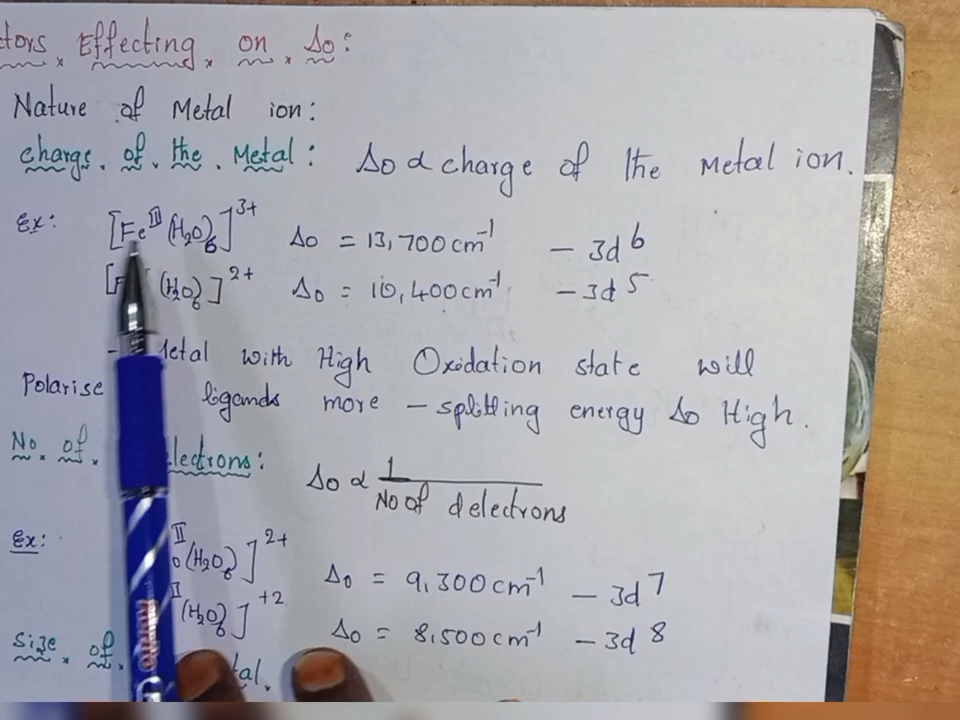 tors Effecting on Δo:
Nature of Metal ion:
charge of the Metal: Δo α charge of the Metal ion.
Ex: [Fe^II(H2O)6]^3+ Δo = 13,700 cm^-1 - 3d^6
[ (H2O)6]^2+ Δo = 10,400 cm^-1 - 3d^5
- Metal with High Oxidation state will
Polarise ligands more - splitting energy Δo High.
No. of electrons: Δo α 1/No of d electrons
Ex: II (H2O)6]^2+ Δo = 9,300 cm^-1 - 3d^7
(H2O)6]^+2 Δo = 8,500 cm^-1 - 3d^8
Size of tal.